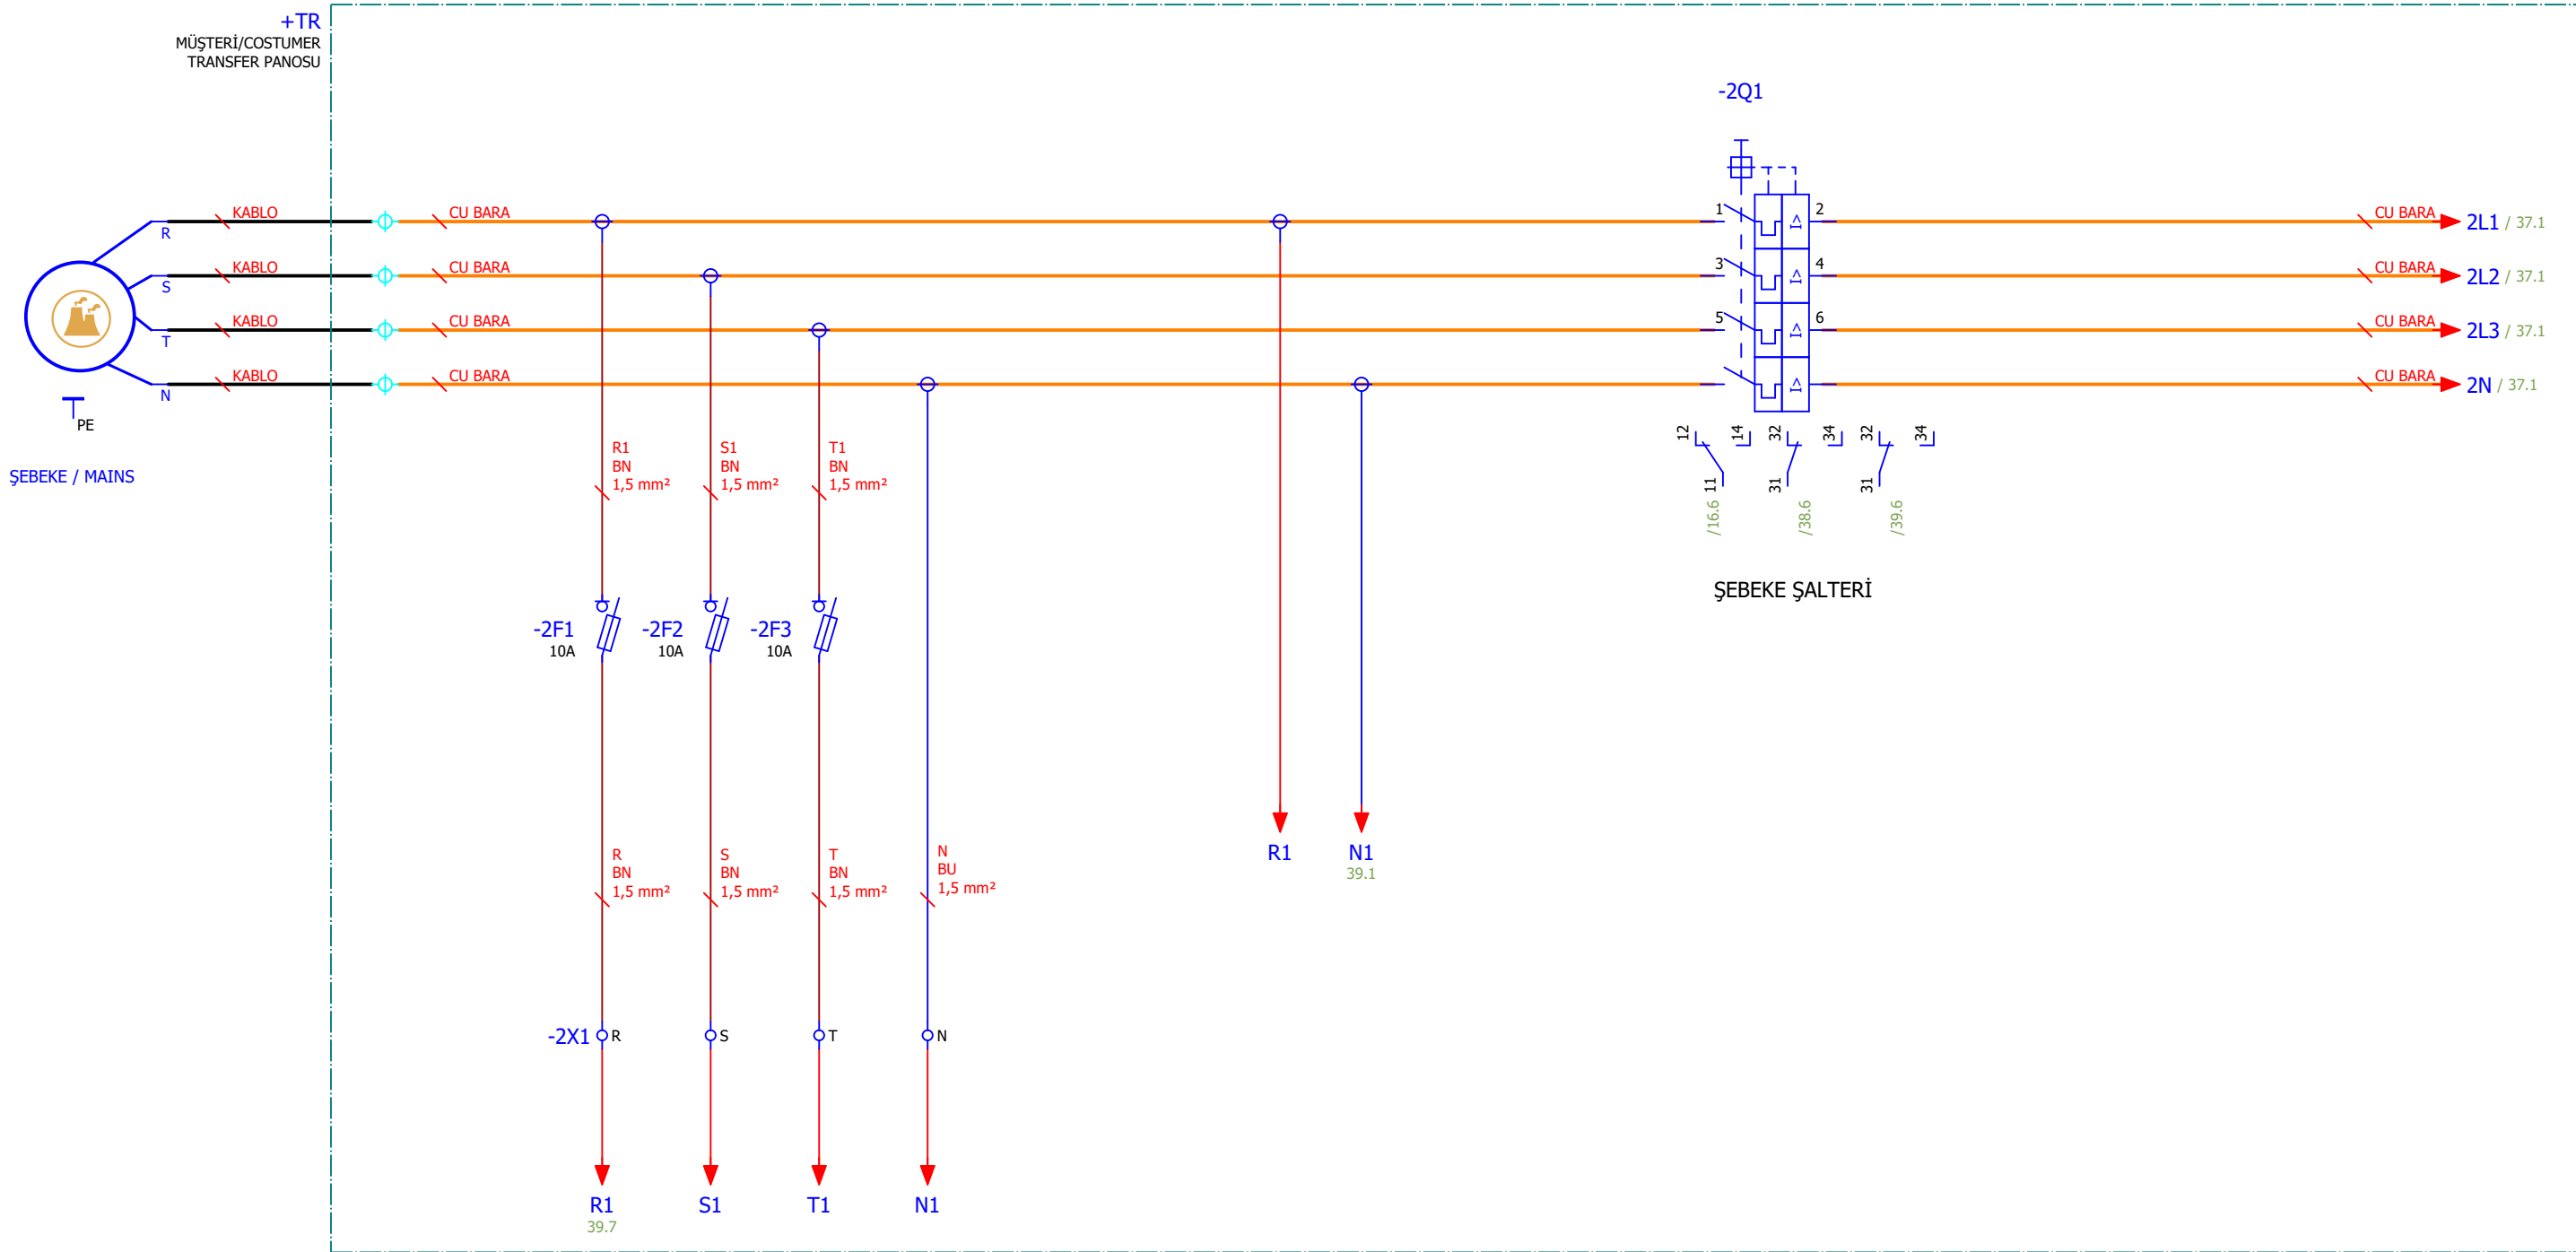 +TR
MÜŞTERİ/COSTUMER
TRANSFER PANOSU
-2Q1
R
KABLO
CU BARA
1
I>
2
CU BARA
2L1 / 37.1
S
KABLO
CU BARA
3
I>
4
CU BARA
2L2 / 37.1
T
KABLO
CU BARA
5
I>
6
CU BARA
2L3 / 37.1
N
KABLO
CU BARA
I>
CU BARA
2N / 37.1
PE
ŞEBEKE / MAINS
12
14
11
/16.6
32
34
31
/38.6
32
34
31
/39.6
ŞEBEKE ŞALTERİ
R1
BN
1,5 mm²
S1
BN
1,5 mm²
T1
BN
1,5 mm²
-2F1
10A
-2F2
10A
-2F3
10A
R
BN
1,5 mm²
S
BN
1,5 mm²
T
BN
1,5 mm²
N
BU
1,5 mm²
R1
N1
39.1
-2X1
R
S
T
N
R1
39.7
S1
T1
N1